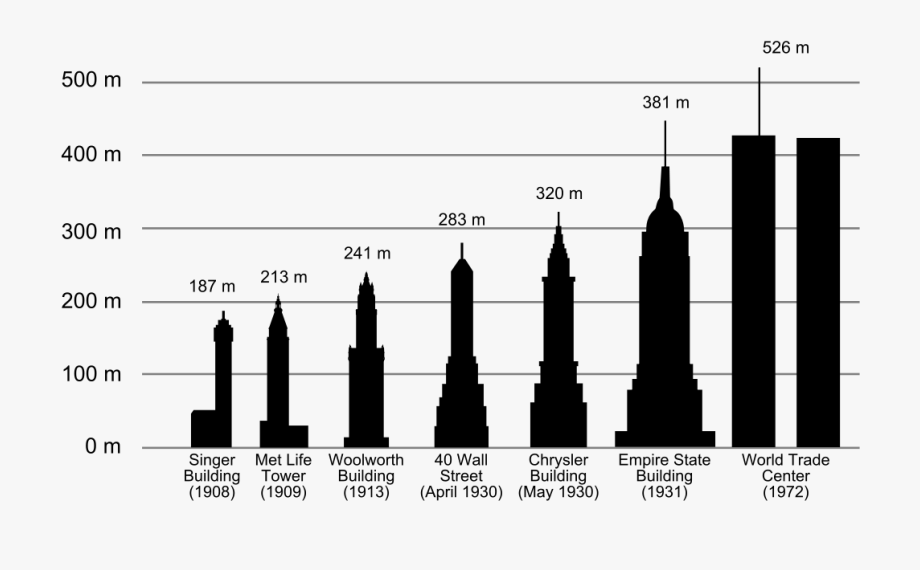 526 m
500 m
381 m
400 m
320 m
283 m
300 m
241 m
213 m
187 m
200 m
100 m
0 m
Singer
Building
(1908)
Met Life
Tower
(1909)
Woolworth
Building
(1913)
40 Wall
Street
(April 1930)
Chrysler
Building
(May 1930)
Empire State
Building
(1931)
World Trade
Center
(1972)